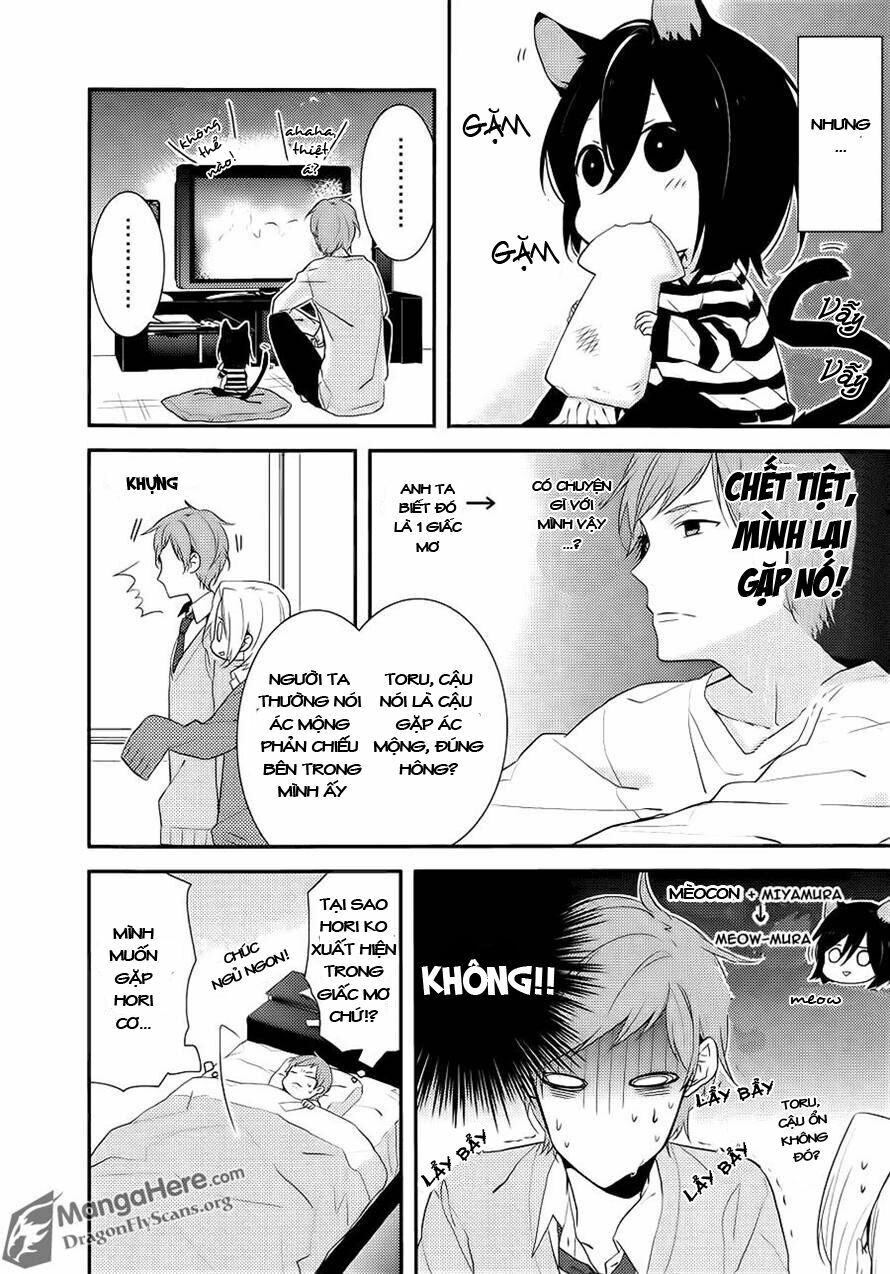 NHƯNG
...
GẶM
GẶM
Vẫy
Vẫy
ahaha,
thiệt
á?
không
thể
nào!
..........
..........
CHẾT TIỆT,
MÌNH LẠI
GẶP NÓ!
CÓ CHUYỆN
GÌ VỚI
MÌNH VẬY
...?
ANH TA
BIẾT ĐÓ
LÀ 1 GIẤC
MƠ
TORU, CẬU
NÓI LÀ CẬU
GẶP ÁC
MỘNG, ĐÚNG
HÔNG?
NGƯỜI TA
THƯỜNG NÓI
ÁC MỘNG
PHẢN CHIẾU
BÊN TRONG
MÌNH ẤY
KHỰNG
MÈOCON + MIYAMURA
MEOW-MURA
meow
KHÔNG!!
LẨY BẨY
LẨY BẨY
LẨY BẨY
TORU,
CẬU ỔN
KHÔNG
ĐÓ?
TẠI SAO
HORI KO
XUẤT HIỆN
TRONG
GIẤC MƠ
CHỨ!?
CHÚC
NGỦ NGON!
MÌNH
MUỐN
GẶP
HORI
CƠ...
MangaHere.com
DragonFlyScans.org